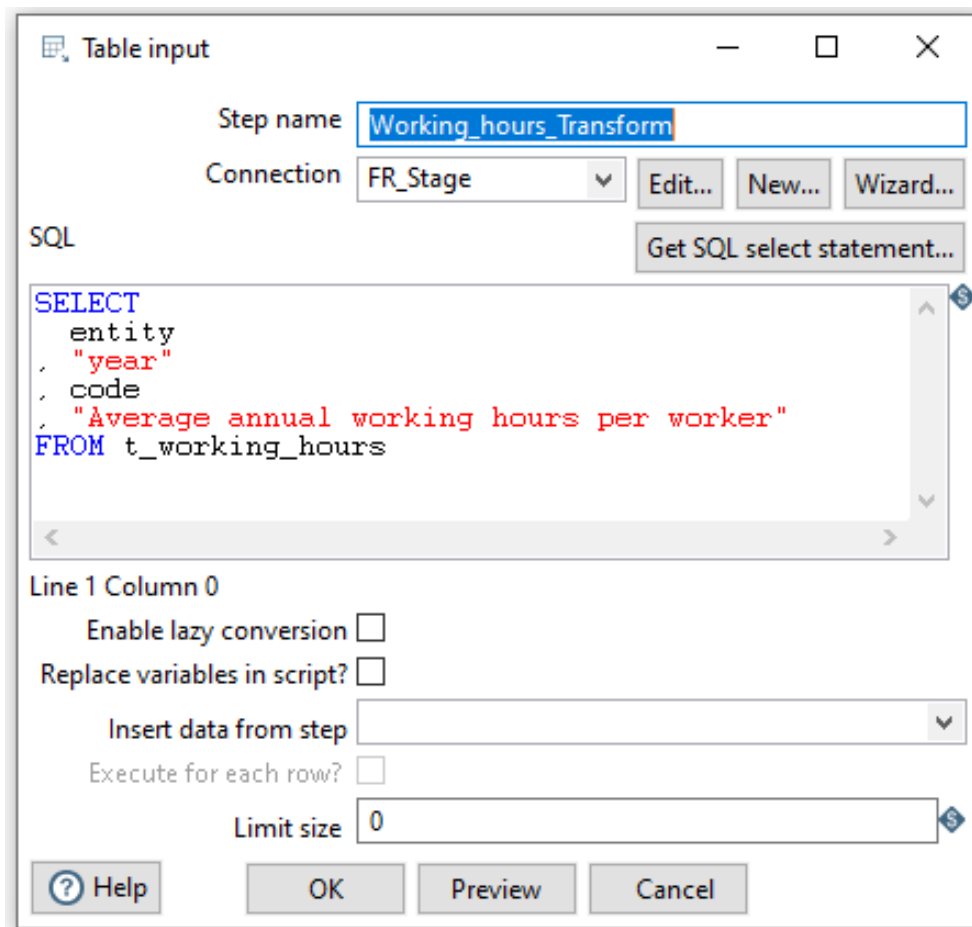 Table input
Step name Working_hours_Transform
Connection FR_Stage Edit... New... Wizard...
SQL Get SQL select statement...
SELECT
  entity
, "year"
, code
, "Average annual working hours per worker"
FROM t_working_hours
Line 1 Column 0
Enable lazy conversion
Replace variables in script?
Insert data from step
Execute for each row?
Limit size 0
Help OK Preview Cancel